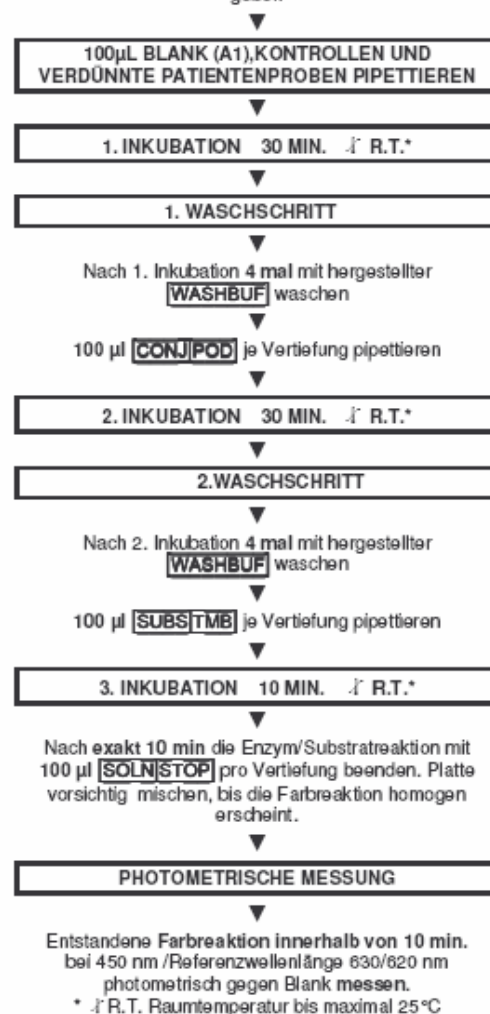 geben
▼
100µL BLANK (A1),KONTROLLEN UND
VERDÜNNTE PATIENTENPROBEN PIPETTIEREN
▼
1. INKUBATION 30 MIN. R.T.*
▼
1. WASCHSCHRITT
▼
Nach 1. Inkubation 4 mal mit hergestellter
WASHBUF waschen
▼
100 µl CONJ POD je Vertiefung pipettieren
▼
2. INKUBATION 30 MIN. R.T.*
▼
2.WASCHSCHRITT
▼
Nach 2. Inkubation 4 mal mit hergestellter
WASHBUF waschen
▼
100 µl SUBS TMB je Vertiefung pipettieren
▼
3. INKUBATION 10 MIN. R.T.*
▼
Nach exakt 10 min die Enzym/Substratreaktion mit
100 µl SOLN STOP pro Vertiefung beenden. Platte
vorsichtig mischen, bis die Farbreaktion homogen
erscheint.
▼
PHOTOMETRISCHE MESSUNG
▼
Entstandene Farbreaktion innerhalb von 10 min.
bei 450 nm /Referenzwellenlänge 630/620 nm
photometrisch gegen Blank messen.
* R.T. Raumtemperatur bis maximal 25°C